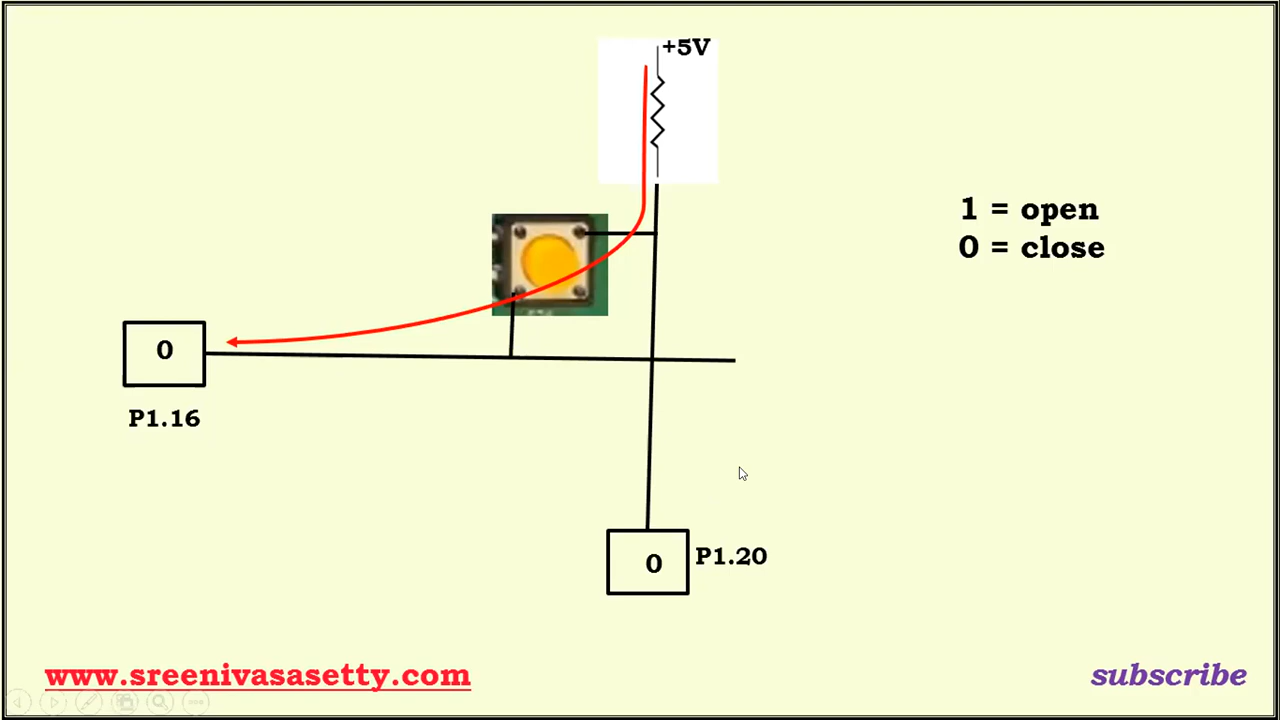 +5V
1 = open
0 = close
0
P1.16
0
P1.20
www.sreenivasasetty.com
subscribe